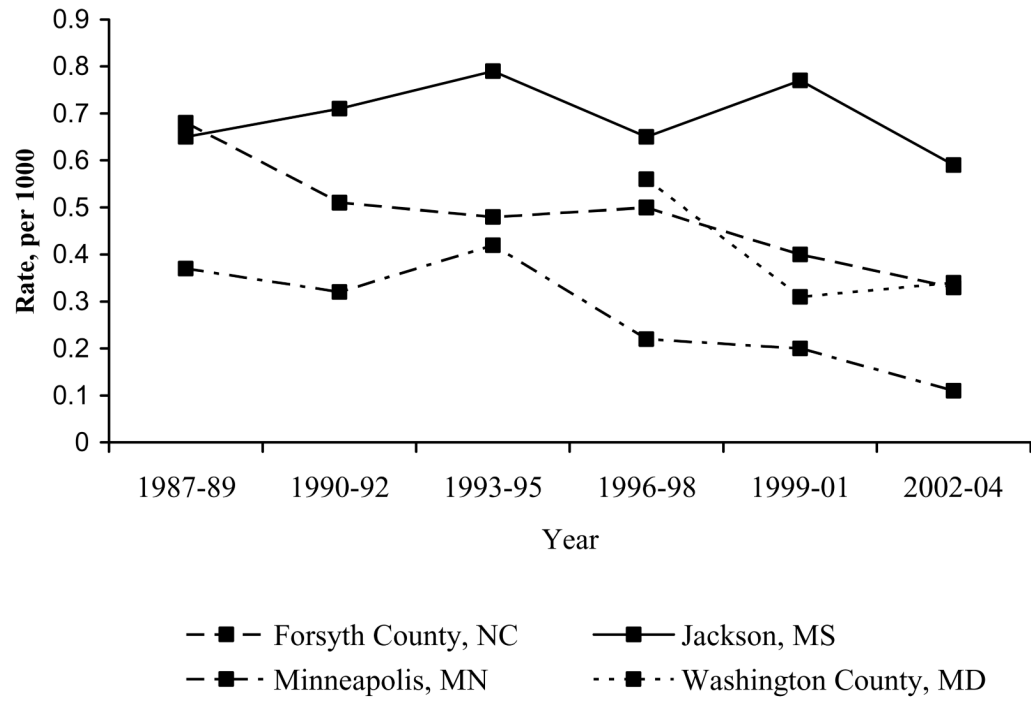 0.9
0.8
0.7
0.6
0.5
0.4
0.3
0.2
0.1
0
Rate, per 1000
1987-89 1990-92 1993-95 1996-98 1999-01 2002-04
Year
Forsyth County, NC Jackson, MS
Minneapolis, MN Washington County, MD